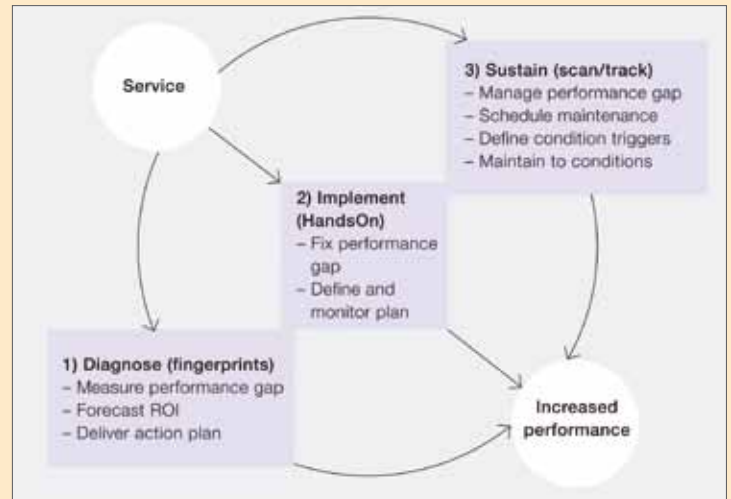 Service
3) Sustain (scan/track)
– Manage performance gap
– Schedule maintenance
– Define condition triggers
– Maintain to conditions
2) Implement
(HandsOn)
– Fix performance
gap
– Define and
monitor plan
1) Diagnose (fingerprints)
– Measure performance gap
– Forecast ROI
– Deliver action plan
Increased
performance